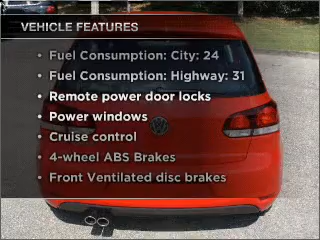 VEHICLE FEATURES
• Fuel Consumption: City: 24
• Fuel Consumption: Highway: 31
• Remote power door locks
• Power windows
• Cruise control
• 4-wheel ABS Brakes
• Front Ventilated disc brakes